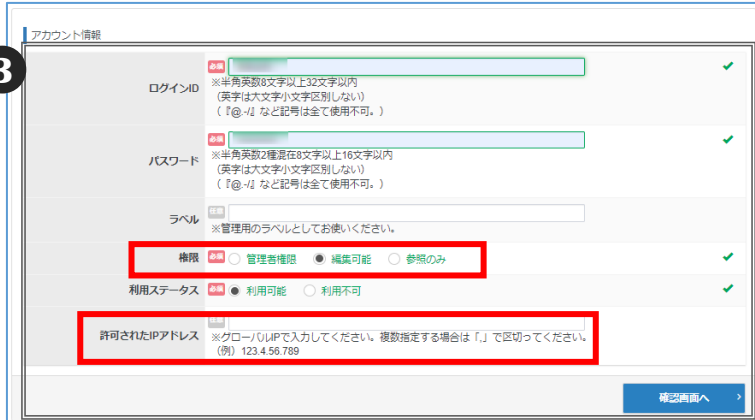 アカウント情報
3
ログインID
必須
※半角英数8文字以上32文字以内
（英字は大文字小文字区別しない）
（『@.-/』など記号は全て使用不可。）
パスワード
必須
※半角英数2種混在8文字以上16文字以内
（英字は大文字小文字区別しない）
（『@.-/』など記号は全て使用不可。）
ラベル
任意
※管理用のラベルとしてお使いください。
権限 必須 管理者権限 編集可能 参照のみ
利用ステータス 必須 利用可能 利用不可
許可されたIPアドレス
※グローバルIPで入力してください。複数指定する場合は「,」で区切ってください。
（例）123.4.56.789
確認画面へ